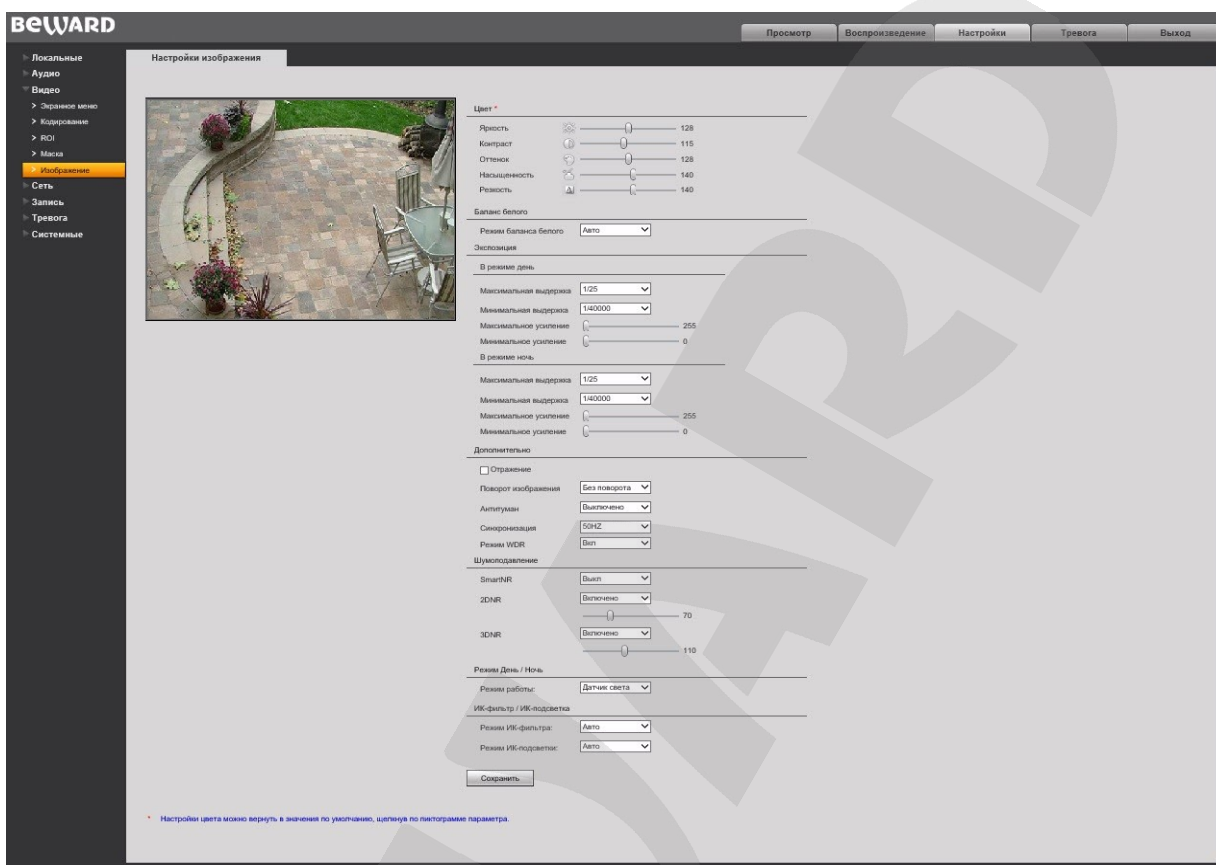 BEWARD
Просмотр Воспроизведение Настройки Тревога Выход
Локальные
Аудио
Видео
> Экранное меню
> Кодирование
> ROI
> Маска
> Изображение
Сеть
Запись
Тревога
Системные
Настройки изображения
Цвет *
Яркость 128
Контраст 115
Оттенок 128
Насыщенность 140
Резкость 140
Баланс белого
Режим баланса белого Авто
Экспозиция
В режиме день
Максимальная выдержка 1/25
Минимальная выдержка 1/40000
Максимальное усиление 255
Минимальное усиление 0
В режиме ночь
Максимальная выдержка 1/25
Минимальная выдержка 1/40000
Максимальное усиление 255
Минимальное усиление 0
Дополнительно
Отражение
Поворот изображения Без поворота
Антитуман Выключено
Синхронизация 50HZ
Режим WDR Вкл
Шумоподавление
SmartNR Выкл
2DNR Включено
70
3DNR Включено
110
Режим День / Ночь
Режим работы: Датчик света
ИК-фильтр / ИК-подсветка
Режим ИК-фильтра: Авто
Режим ИК-подсветки: Авто
Сохранить
* Настройки цвета можно вернуть в значения по умолчанию, щелкнув по пиктограмме параметра.